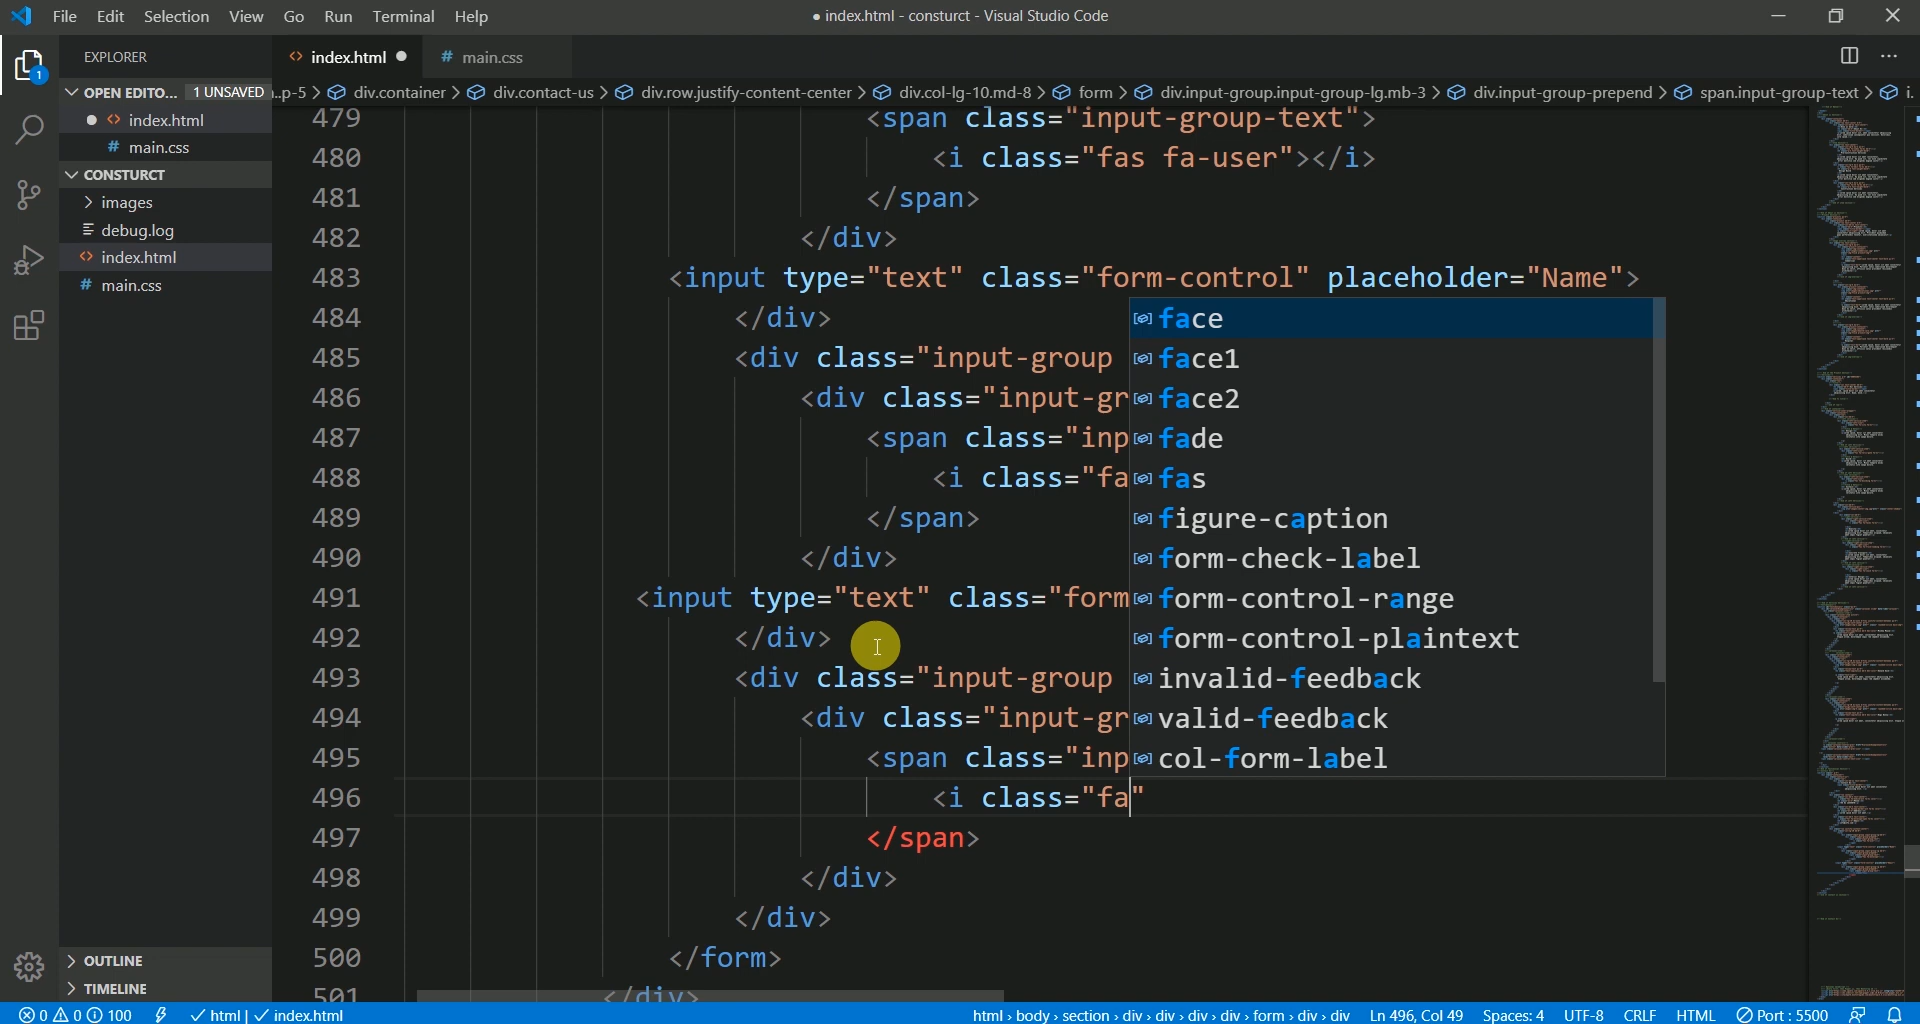 File Edit Selection View Go Run Terminal Help
● index.html - consturct - Visual Studio Code
EXPLORER
OPEN EDITO... 1 UNSAVED
● index.html
# main.css
CONSTURCT
images
debug.log
index.html
# main.css
OUTLINE
TIMELINE
index.html ●
# main.css
..p-5 > div.container > div.contact-us > div.row.justify-content-center > div.col-lg-10.md-8 > form > div.input-group.input-group-lg.mb-3 > div.input-group-prepend > span.input-group-text > i.
479 <span class="input-group-text">
480 <i class="fas fa-user"></i>
481 </span>
482 </div>
483 <input type="text" class="form-control" placeholder="Name">
484 </div>
485 <div class="input-group
486 <div class="input-gr
487 <span class="inp
488 <i class="fa
489 </span>
490 </div>
491 <input type="text" class="form
492 </div>
493 <div class="input-group
494 <div class="input-gr
495 <span class="inp
496 <i class="fa"
497 </span>
498 </div>
499 </div>
500 </form>
501 </div>
face
face1
face2
fade
fas
figure-caption
form-check-label
form-control-range
form-control-plaintext
invalid-feedback
valid-feedback
col-form-label
1
0 0 100 html | index.html
html > body > section > div > div > div > div > form > div > div Ln 496, Col 49 Spaces: 4 UTF-8 CRLF HTML Port : 5500